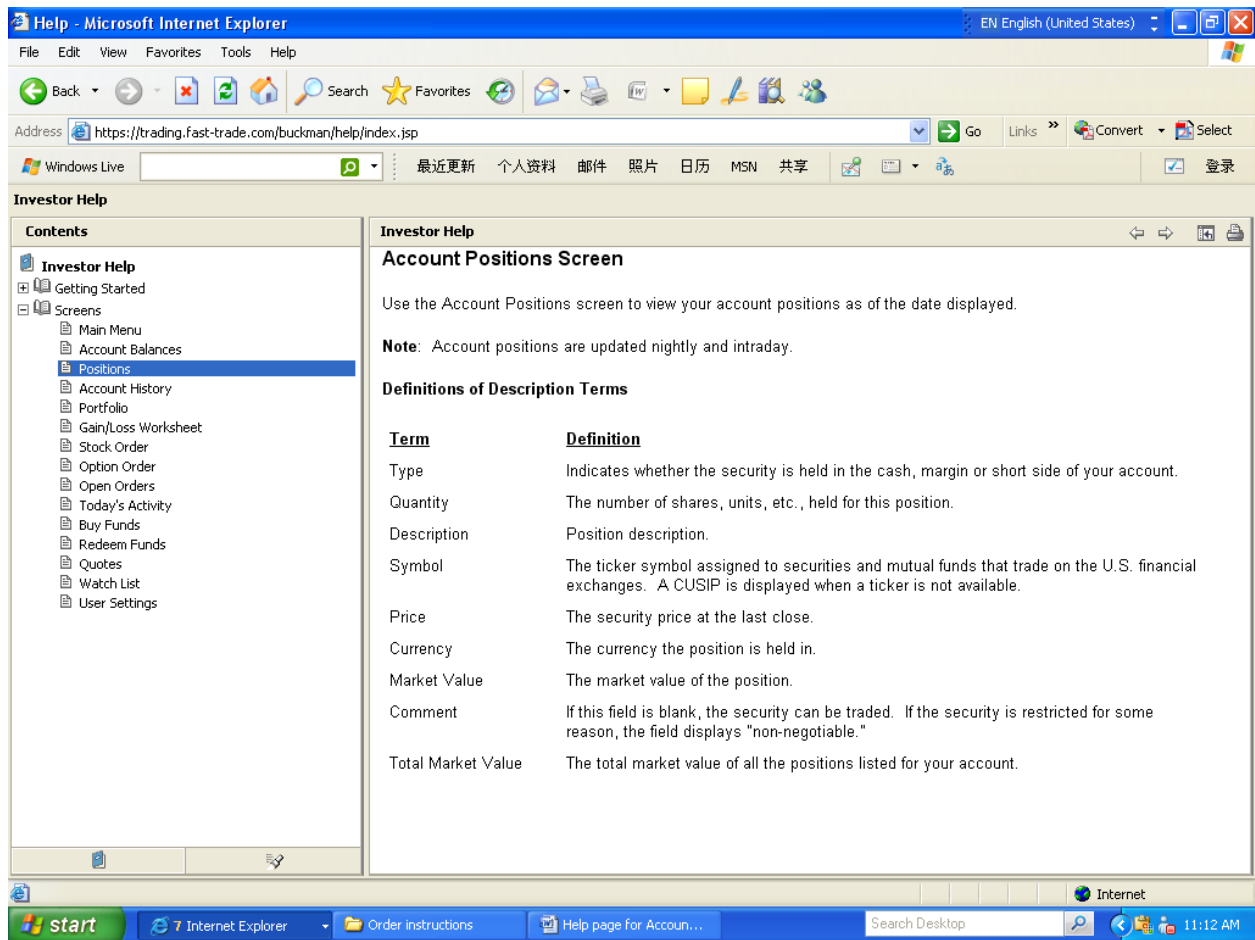 Help - Microsoft Internet Explorer
EN English (United States)
File Edit View Favorites Tools Help
Back Search Favorites
Address https://trading.fast-trade.com/buckman/help/index.jsp Go Links » Convert Select
Windows Live 最近更新 个人资料 邮件 照片 日历 MSN 共享 登录
Investor Help
Contents
Investor Help
Getting Started
Screens
Main Menu
Account Balances
Positions
Account History
Portfolio
Gain/Loss Worksheet
Stock Order
Option Order
Open Orders
Today's Activity
Buy Funds
Redeem Funds
Quotes
Watch List
User Settings
Investor Help
Account Positions Screen
Use the Account Positions screen to view your account positions as of the date displayed.
Note: Account positions are updated nightly and intraday.
Definitions of Description Terms
Term Definition
Type Indicates whether the security is held in the cash, margin or short side of your account.
Quantity The number of shares, units, etc., held for this position.
Description Position description.
Symbol The ticker symbol assigned to securities and mutual funds that trade on the U.S. financial
exchanges. A CUSIP is displayed when a ticker is not available.
Price The security price at the last close.
Currency The currency the position is held in.
Market Value The market value of the position.
Comment If this field is blank, the security can be traded. If the security is restricted for some
reason, the field displays "non-negotiable."
Total Market Value The total market value of all the positions listed for your account.
Internet
start 7 Internet Explorer Order instructions Help page for Accoun... Search Desktop 11:12 AM